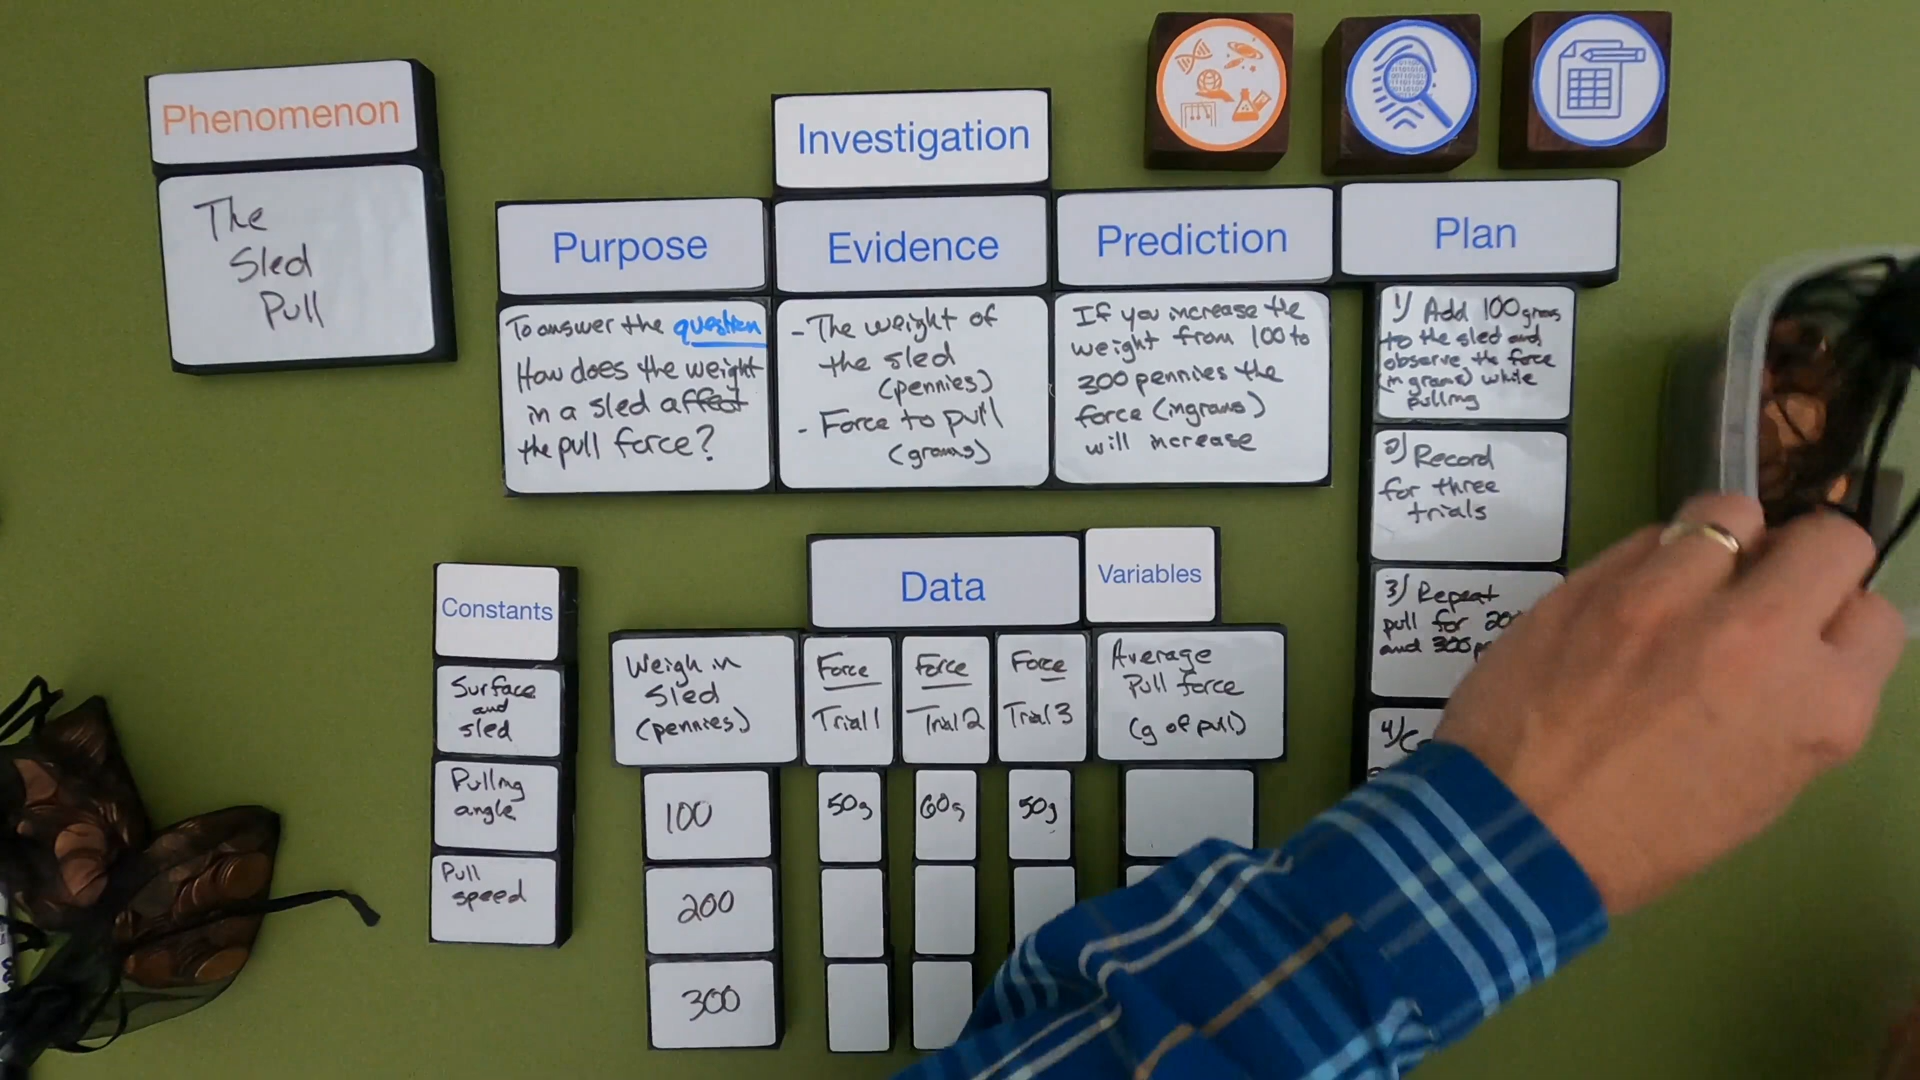 Phenomenon
The
Sled
Pull
Investigation
Purpose
To answer the question
How does the weight
in a sled affect
the pull force?
Evidence
- The weight of
the sled
(pennies)
- Force to pull
(grams)
Prediction
If you increase the
weight from 100 to
300 pennies the
force (in grams)
will increase
Plan
1) Add 100 grams
to the sled and
observe the force
(in grams) while
pulling
2) Record
for three
trials
3) Repeat
pull for
and 300
4)
Constants
Surface
and
sled
Pulling
angle
Pull
speed
Data
Variables
Weigh in
sled
(pennies)
Force
Trial 1
Force
Trial 2
Force
Trial 3
Average
Pull force
(g of pull)
100
50g
60g
50g
200
300